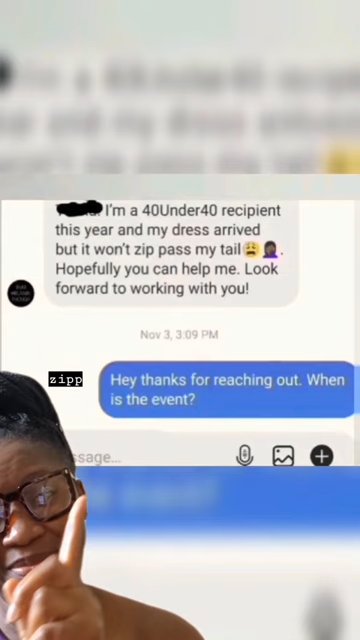 I'm a 40Under40 recipient
this year and my dress arrived
but it won't zip pass my tail😩🤦🏿‍♀️.
Hopefully you can help me. Look
forward to working with you!
Nov 3, 3:09 PM
zipp
Hey thanks for reaching out. When
is the event?
ssage...